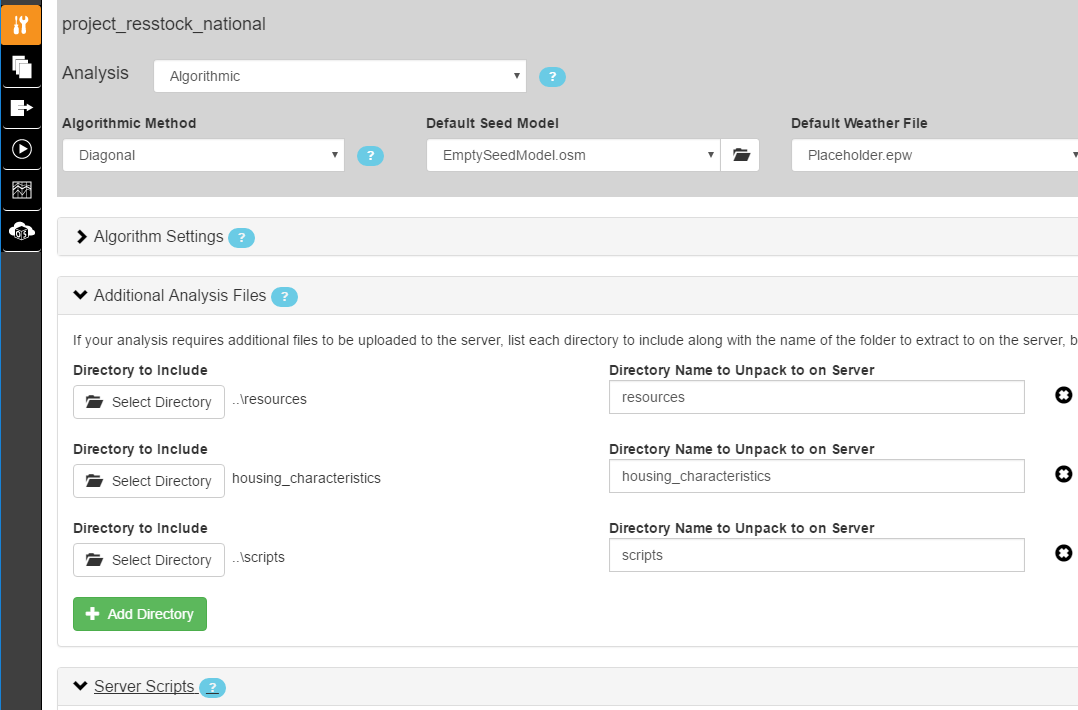 project_resstock_national
Analysis Algorithmic ?
Algorithmic Method Default Seed Model Default Weather File
Diagonal ? EmptySeedModel.osm Placeholder.epw
Algorithm Settings ?
Additional Analysis Files ?
If your analysis requires additional files to be uploaded to the server, list each directory to include along with the name of the folder to extract to on the server, b
Directory to Include Directory Name to Unpack to on Server
Select Directory ..\resources resources
Directory to Include Directory Name to Unpack to on Server
Select Directory housing_characteristics housing_characteristics
Directory to Include Directory Name to Unpack to on Server
Select Directory ..\scripts scripts
Add Directory
Server Scripts ?